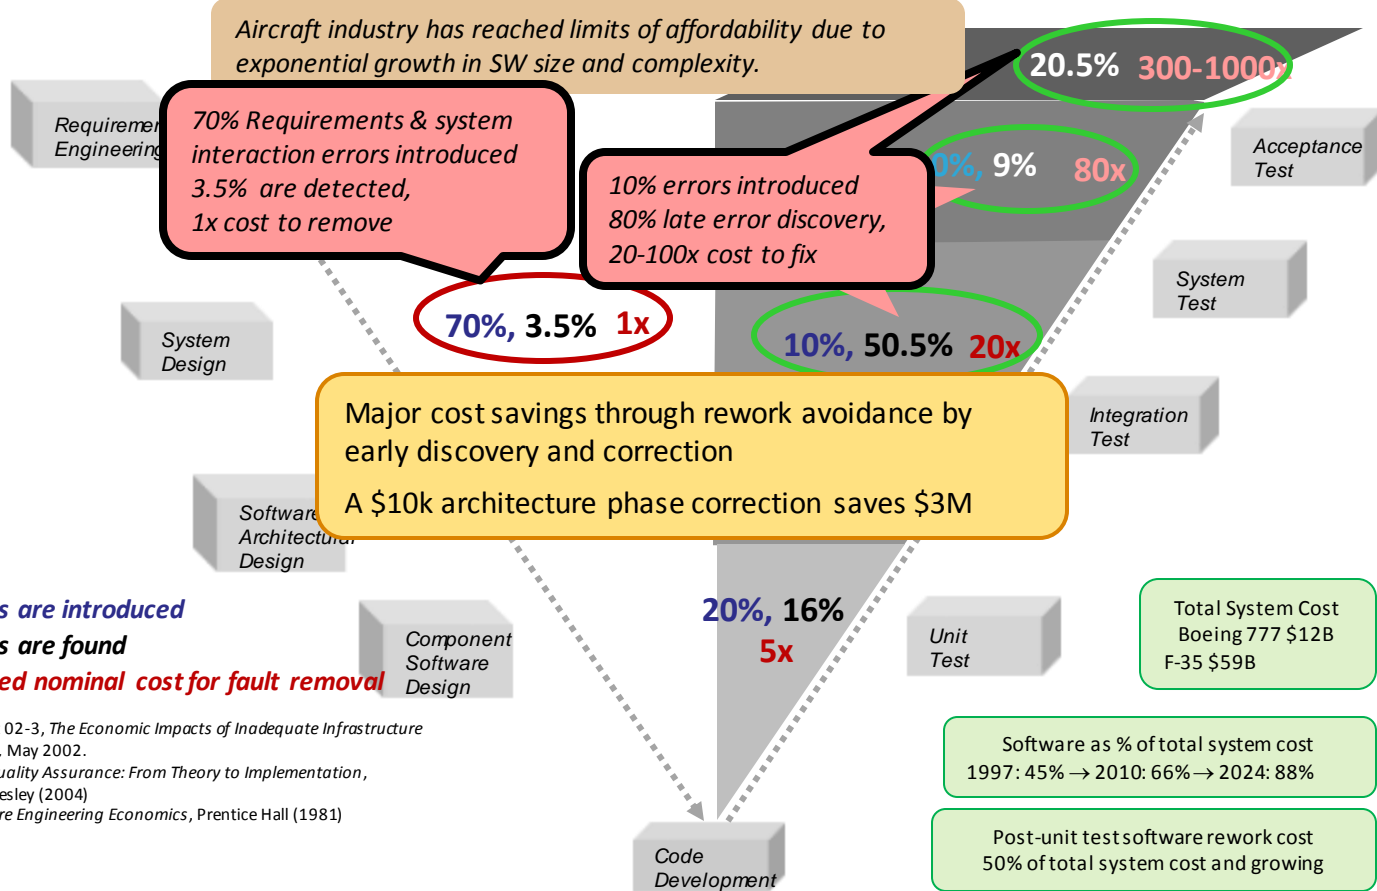 Aircraft industry has reached limits of affordability due to
exponential growth in SW size and complexity.
20.5% 300-1000x
Engineering
70% Requirements & system
interaction errors introduced
3.5% are detected,
1x cost to remove
10% errors introduced
80% late error discovery,
20-100x cost to fix
0%, 9% 80x
Acceptance
Test
System
Test
System
Design
70%, 3.5% 1x
10%, 50.5% 20x
Major cost savings through rework avoidance by
early discovery and correction
A $10k architecture phase correction saves $3M
Integration
Test
Software
Architectural
Design
20%, 16%
5x
s are introduced
s are found
ed nominal cost for fault removal
Component
Software
Design
Unit
Test
Total System Cost
Boeing 777 $12B
F-35 $59B
02-3, The Economic Impacts of Inadequate Infrastructure
, May 2002.
uality Assurance: From Theory to Implementation,
esley (2004)
re Engineering Economics, Prentice Hall (1981)
Software as % of total system cost
1997: 45% → 2010: 66% → 2024: 88%
Post-unit test software rework cost
50% of total system cost and growing
Code
Development